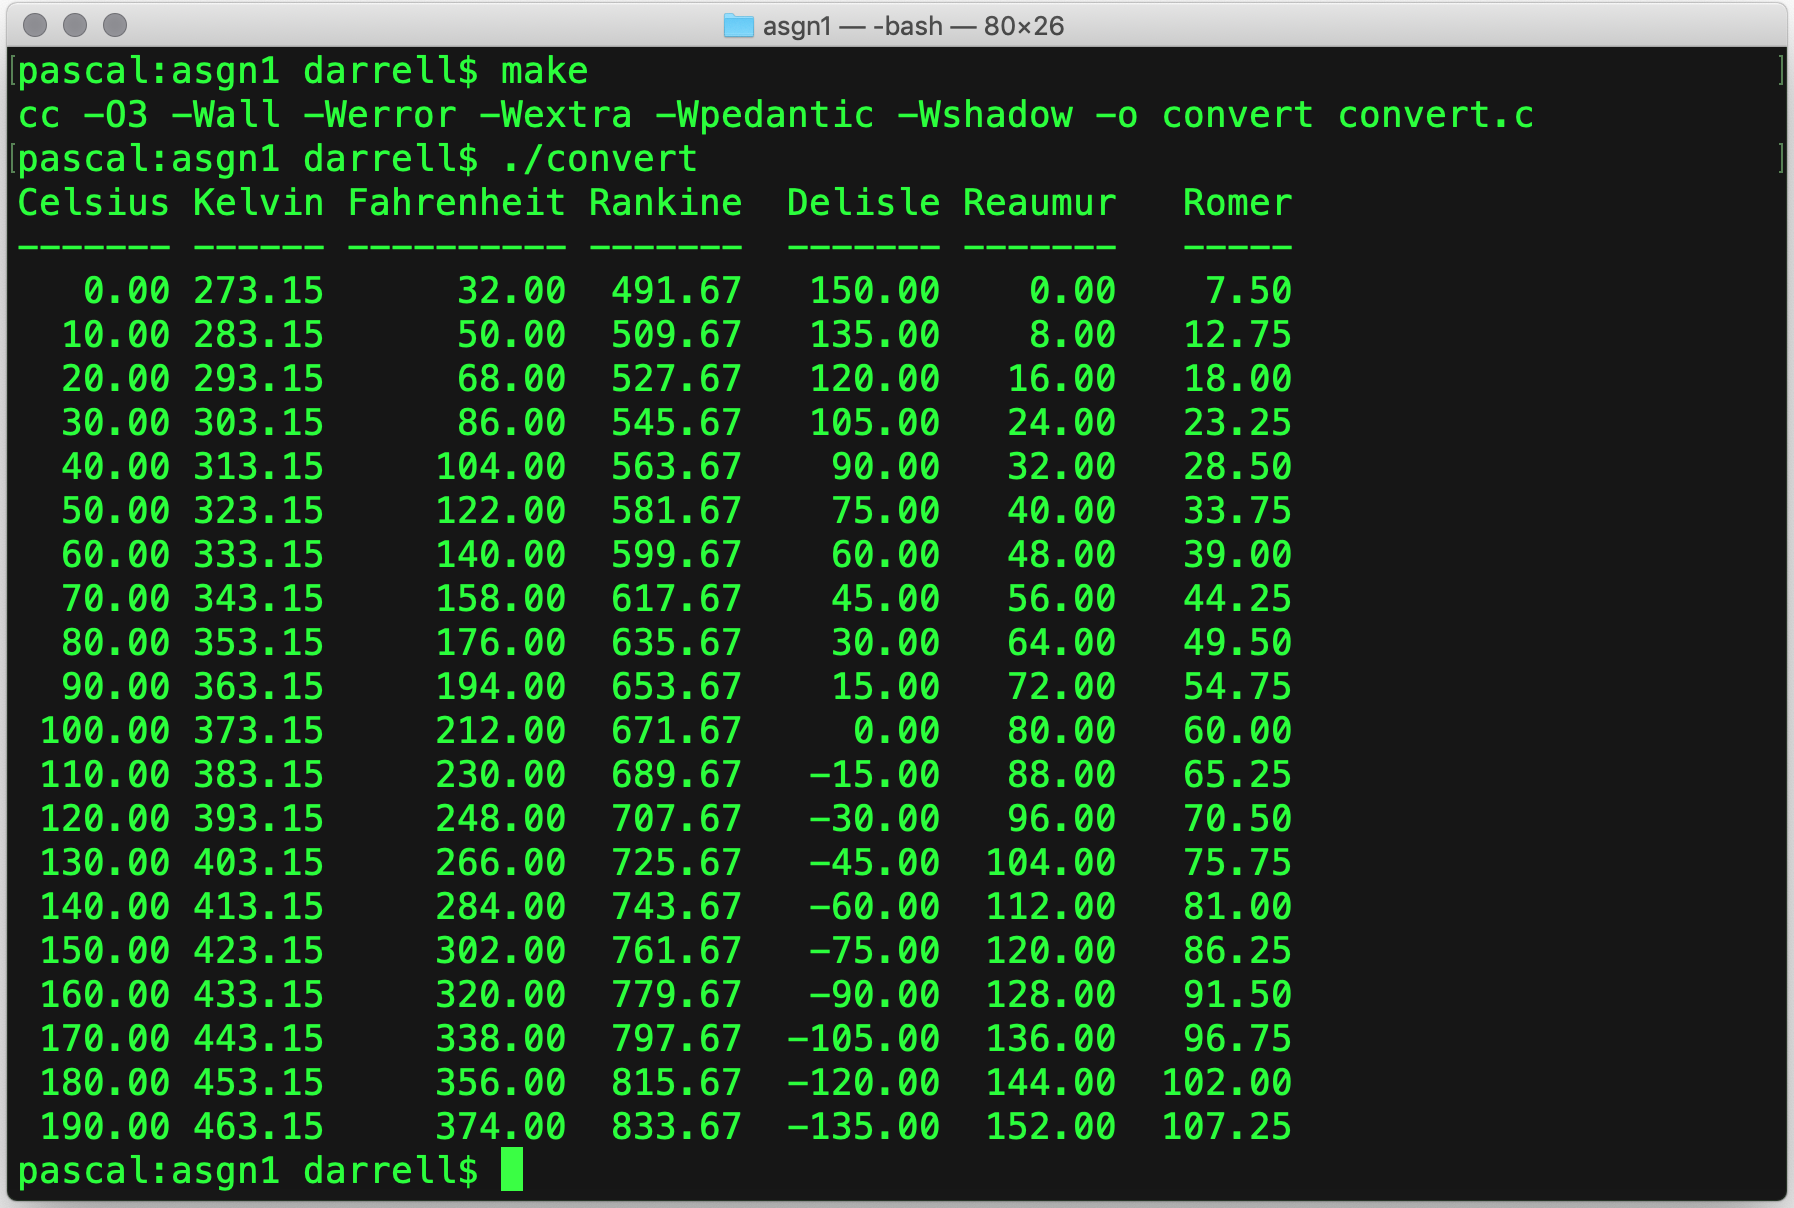 asgn1 — -bash — 80×26
pascal:asgn1 darrell$ make
cc -O3 -Wall -Werror -Wextra -Wpedantic -Wshadow -o convert convert.c
pascal:asgn1 darrell$ ./convert
Celsius Kelvin Fahrenheit Rankine  Delisle Reaumur   Romer
------- ------ ---------- -------  ------- -------   -----
   0.00 273.15      32.00  491.67   150.00    0.00    7.50
  10.00 283.15      50.00  509.67   135.00    8.00   12.75
  20.00 293.15      68.00  527.67   120.00   16.00   18.00
  30.00 303.15      86.00  545.67   105.00   24.00   23.25
  40.00 313.15     104.00  563.67    90.00   32.00   28.50
  50.00 323.15     122.00  581.67    75.00   40.00   33.75
  60.00 333.15     140.00  599.67    60.00   48.00   39.00
  70.00 343.15     158.00  617.67    45.00   56.00   44.25
  80.00 353.15     176.00  635.67    30.00   64.00   49.50
  90.00 363.15     194.00  653.67    15.00   72.00   54.75
 100.00 373.15     212.00  671.67     0.00   80.00   60.00
 110.00 383.15     230.00  689.67   -15.00   88.00   65.25
 120.00 393.15     248.00  707.67   -30.00   96.00   70.50
 130.00 403.15     266.00  725.67   -45.00  104.00   75.75
 140.00 413.15     284.00  743.67   -60.00  112.00   81.00
 150.00 423.15     302.00  761.67   -75.00  120.00   86.25
 160.00 433.15     320.00  779.67   -90.00  128.00   91.50
 170.00 443.15     338.00  797.67  -105.00  136.00   96.75
 180.00 453.15     356.00  815.67  -120.00  144.00  102.00
 190.00 463.15     374.00  833.67  -135.00  152.00  107.25
pascal:asgn1 darrell$